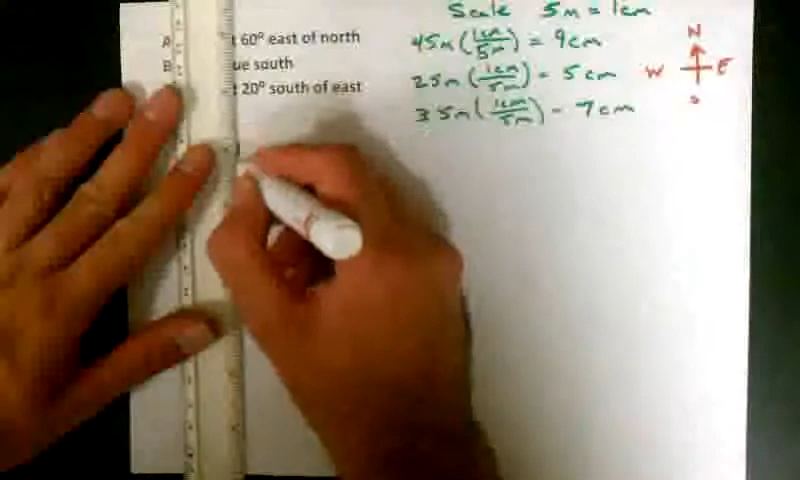 Scale 5m = 1cm
A 60° east of north
45m (1cm/5m) = 9cm
B ue south
25m (1cm/5m) = 5cm
20° south of east
35m (1cm/5m) = 7cm
N
W E
S